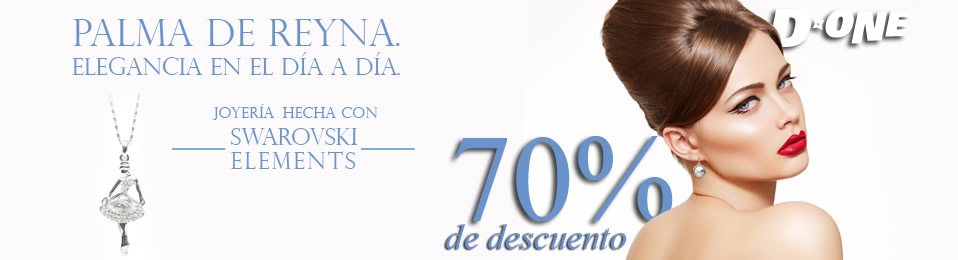 PALMA DE REYNA.
ELEGANCIA EN EL DÍA A DÍA.
JOYERÍA HECHA CON
SWAROVSKI
ELEMENTS
70%
de descuento
D*ONE